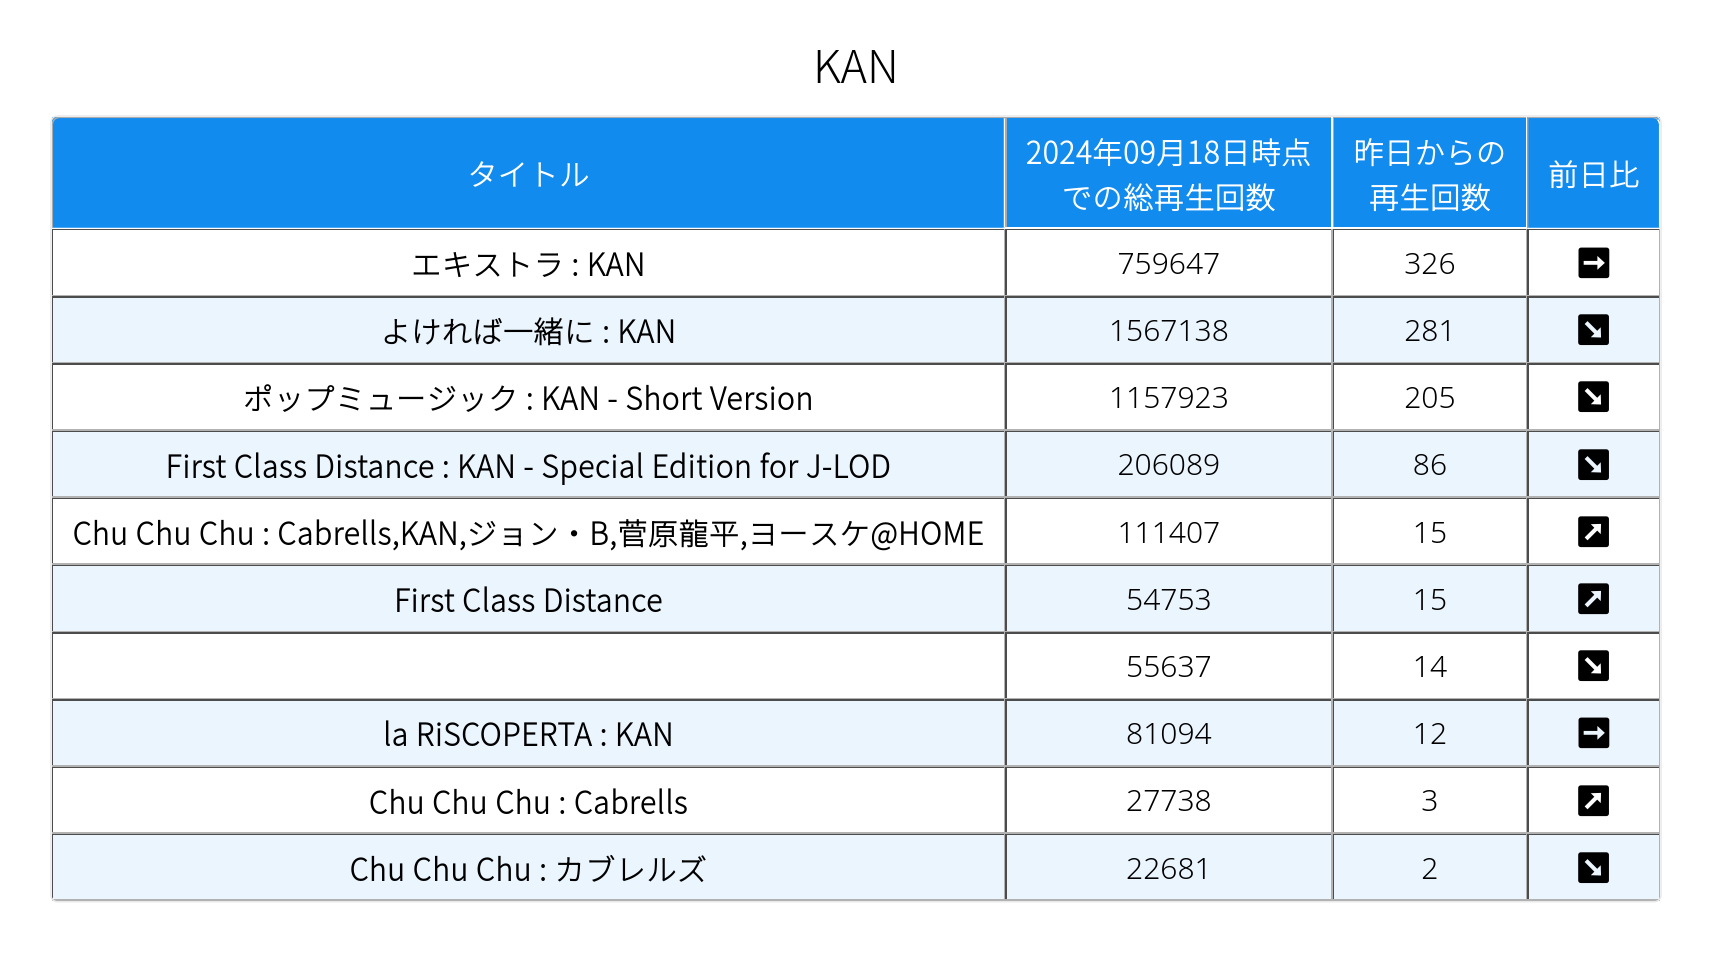 KAN
タイトル 2024年09月18日時点での総再生回数 昨日からの再生回数 前日比
エキストラ : KAN 759647 326 ➡
よければ一緒に : KAN 1567138 281 ↘
ポップミュージック : KAN - Short Version 1157923 205 ↘
First Class Distance : KAN - Special Edition for J-LOD 206089 86 ↘
Chu Chu Chu : Cabrells,KAN,ジョン・B,菅原龍平,ヨースケ@HOME 111407 15 ↗
First Class Distance 54753 15 ↗
55637 14 ↘
la RiSCOPERTA : KAN 81094 12 ➡
Chu Chu Chu : Cabrells 27738 3 ↗
Chu Chu Chu : カブレルズ 22681 2 ↘